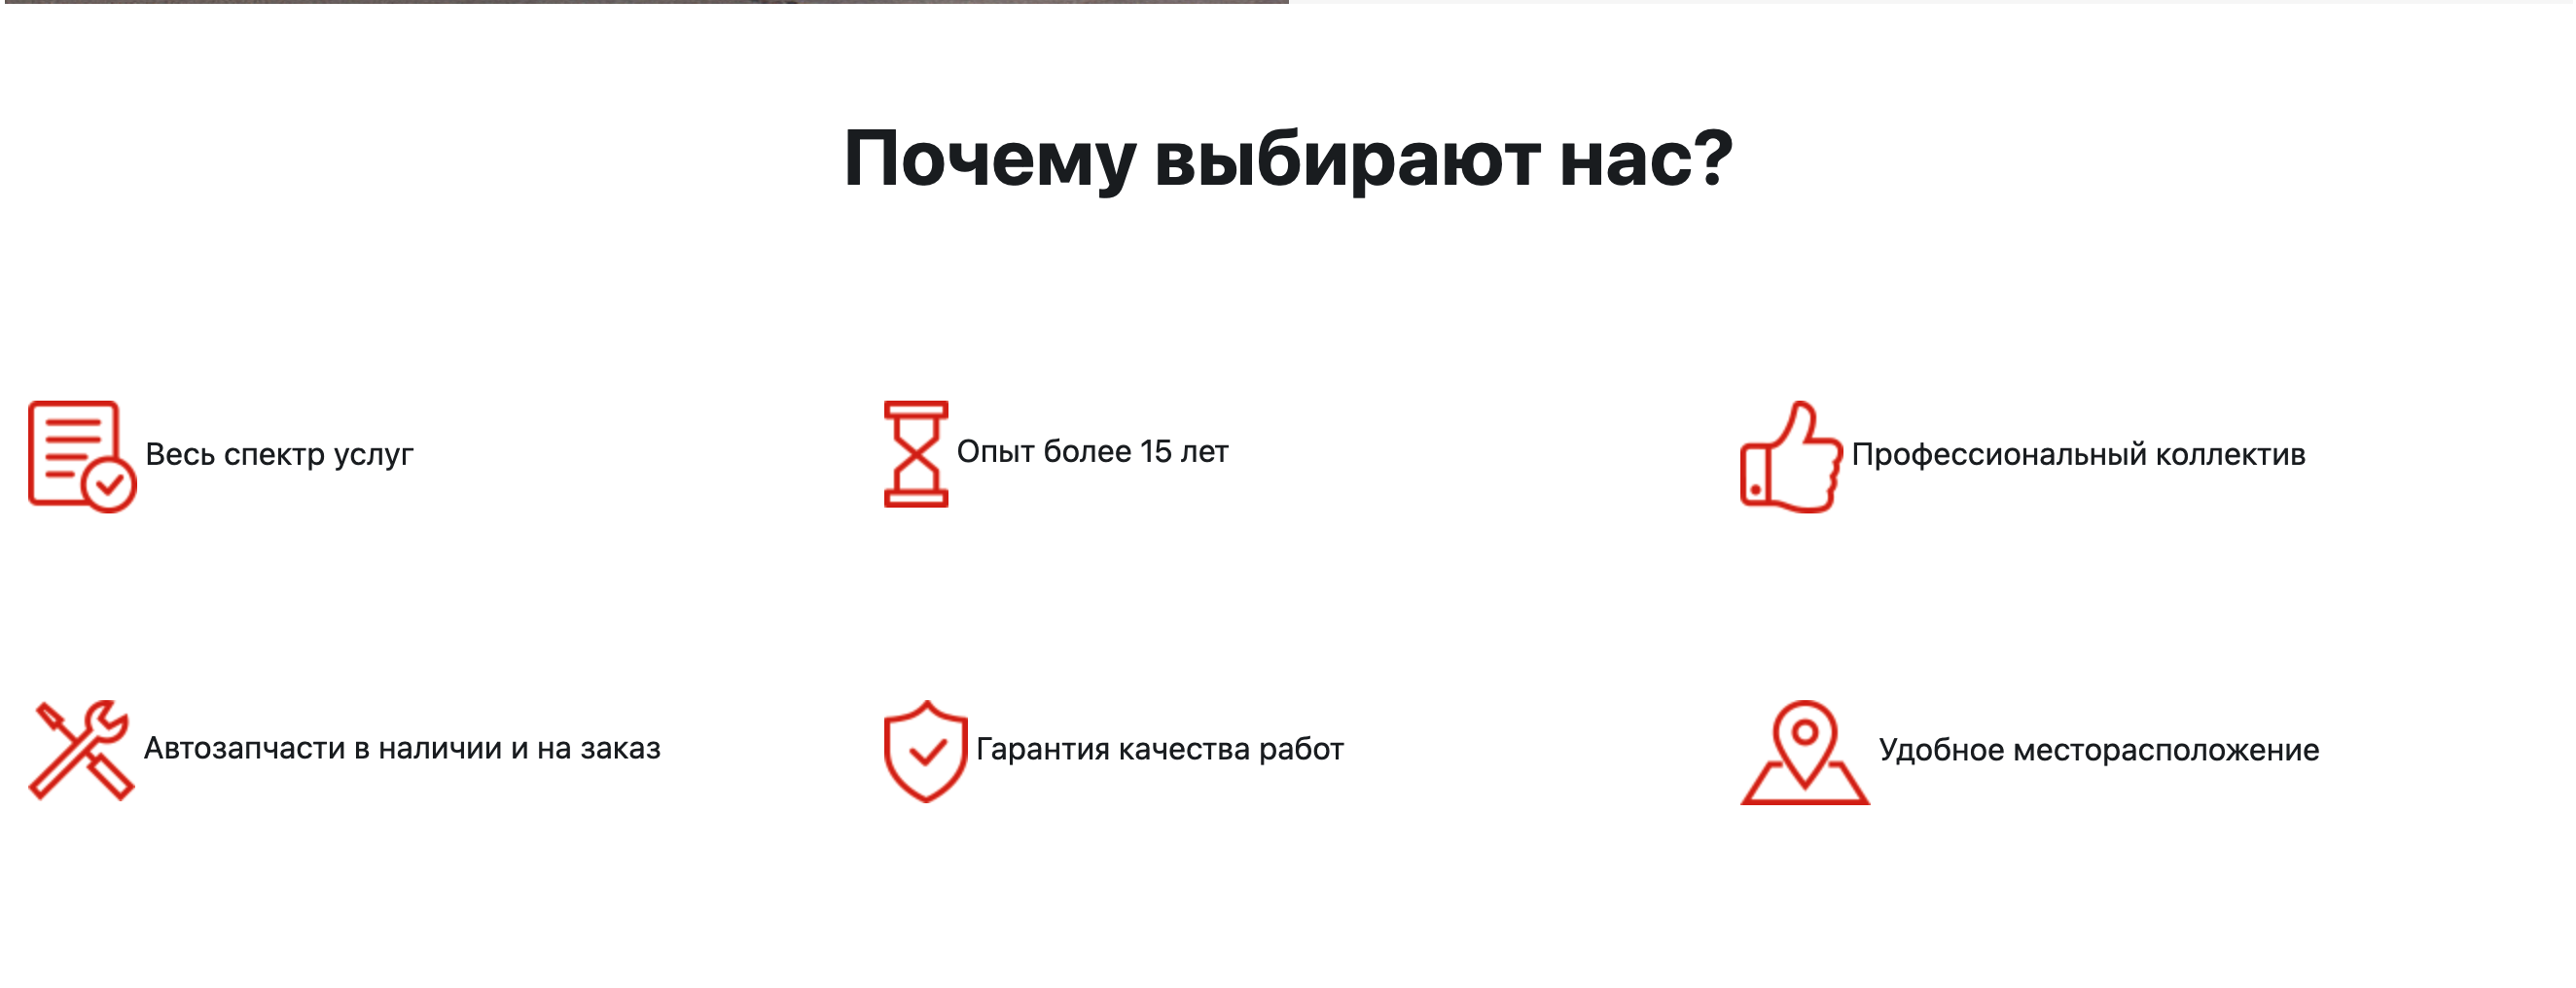 Почему выбирают нас?
Весь спектр услуг
Опыт более 15 лет
Профессиональный коллектив
Автозапчасти в наличии и на заказ
Гарантия качества работ
Удобное месторасположение